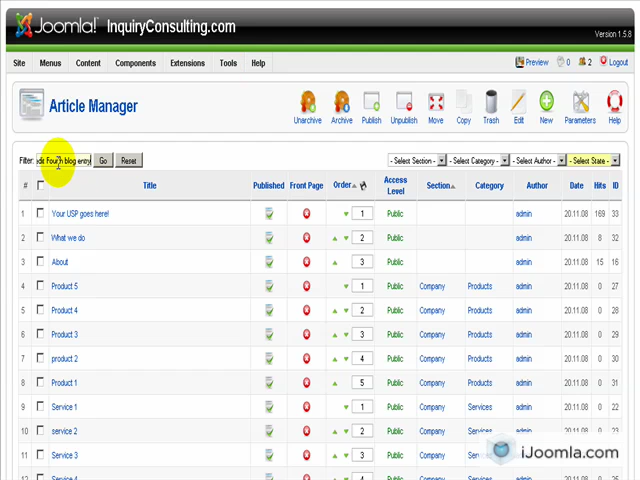 Joomla! InquiryConsulting.com
Version 1.5.8
Site Menus Content Components Extensions Tools Help Preview 0 2 Logout
Article Manager
Unarchive Archive Publish Unpublish Move Copy Trash Edit New Parameters Help
Filter: edit Fourth blog entry Go Reset - Select Section - - Select Category - - Select Author - - Select State -
# Title Published Front Page Order Access Level Section Category Author Date Hits ID
1 Your USP goes here! 1 Public admin 20.11.08 169 33
2 What we do 2 Public admin 20.11.08 8 32
3 About 3 Public admin 20.11.08 15 16
4 Product 5 1 Public Company Products admin 20.11.08 0 27
5 Product 4 2 Public Company Products admin 20.11.08 0 28
6 Product 3 3 Public Company Products admin 20.11.08 0 29
7 product 2 4 Public Company Products admin 20.11.08 0 30
8 Product 1 5 Public Company Products admin 20.11.08 0 31
9 Service 1 1 Public Company Services admin 20.11.08 0 22
10 service 2 2 Public Company Services admin 20.11.08 0 23
11 Service 3 3 Public Company Services
iJoomla.com